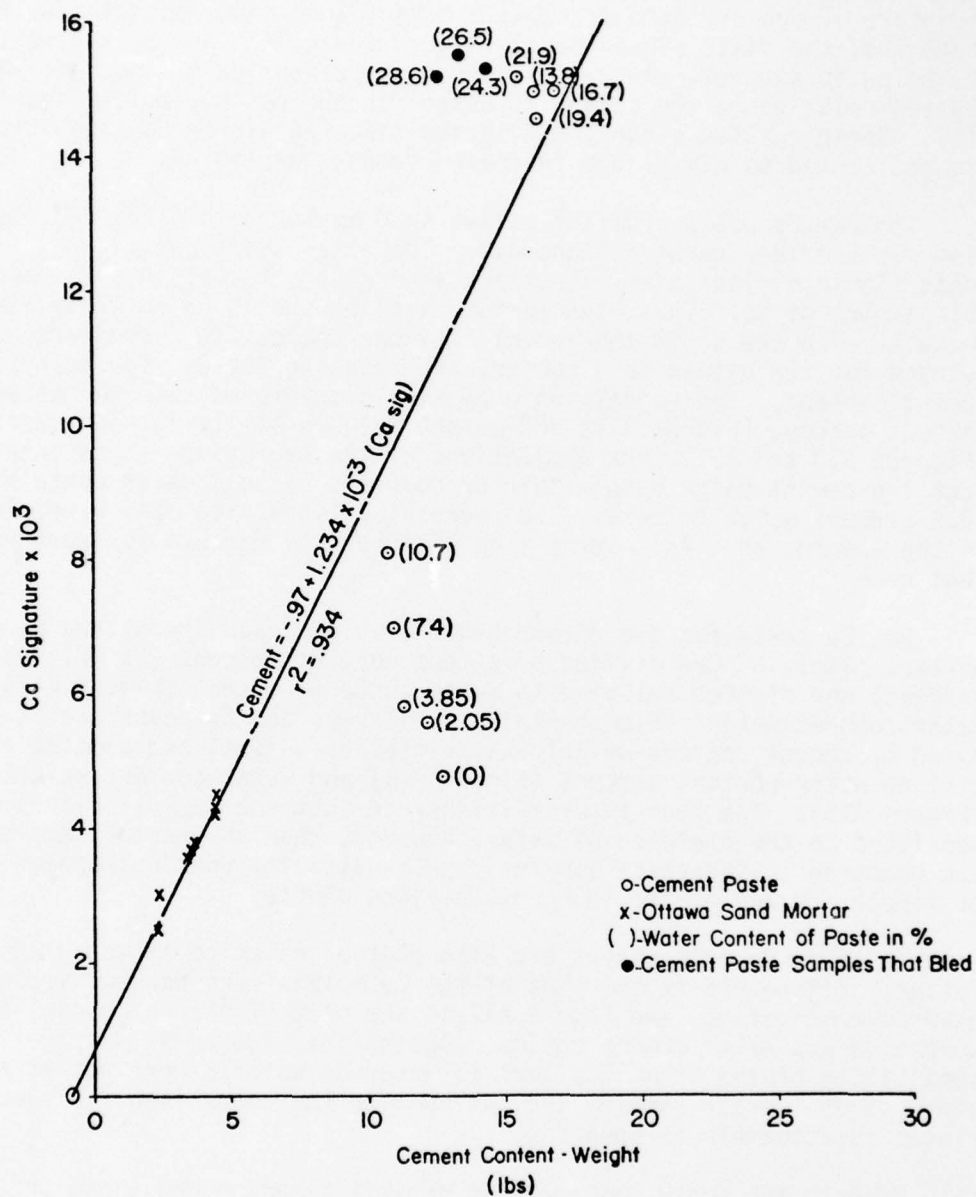 16
14
12
10
8
6
4
2
0
Ca Signature x 10³
(26.5)
(21.9)
(28.6)
(24.3)
(13.8)
(16.7)
(19.4)
Cement = -.97 + 1.234 x 10⁻³ (Ca sig)
r² = .934
(10.7)
(7.4)
(3.85)
(2.05)
(0)
o-Cement Paste
x-Ottawa Sand Mortar
( )-Water Content of Paste in %
●-Cement Paste Samples That Bled
0 5 10 15 20 25 30
Cement Content - Weight
(lbs)